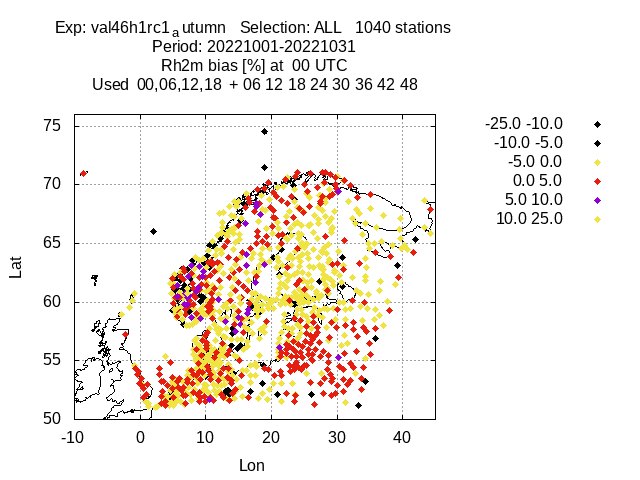 Exp: val46h1rc1a utumn   Selection: ALL   1040 stations
Period: 20221001-20221031
Rh2m bias [%] at  00 UTC
Used  00,06,12,18  + 06 12 18 24 30 36 42 48
-25.0 -10.0
-10.0 -5.0
-5.0 0.0
0.0 5.0
5.0 10.0
10.0 25.0
75
70
65
60
55
50
Lat
-10 0 10 20 30 40
Lon